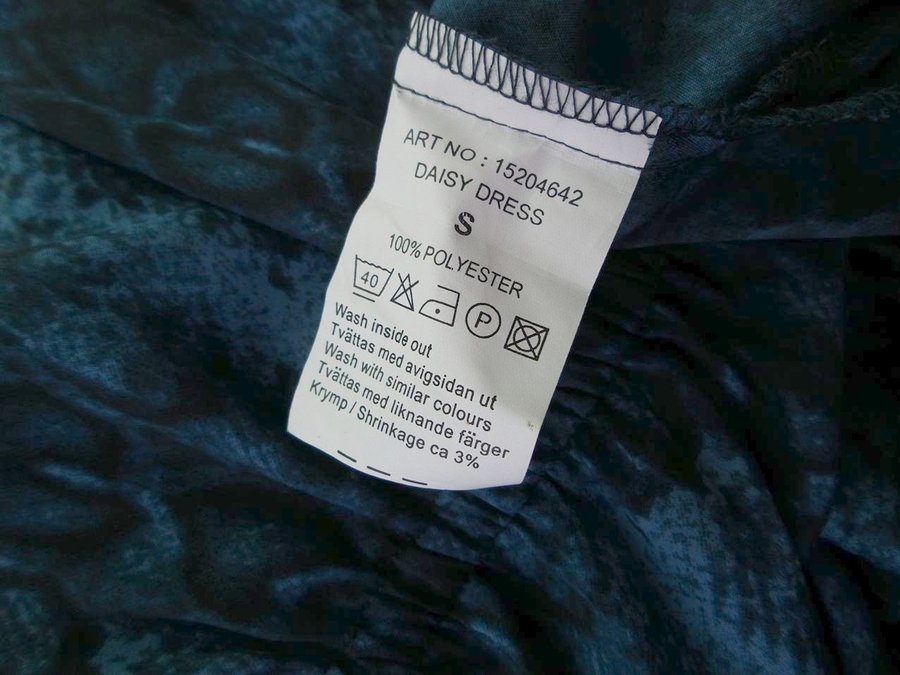 ART NO : 15204642
DAISY DRESS
S
100% POLYESTER
40 P
Wash inside out
Tvättas med avigsidan ut
Wash with similar colours
Tvättas med liknande färger
Krymp / Shrinkage ca 3%